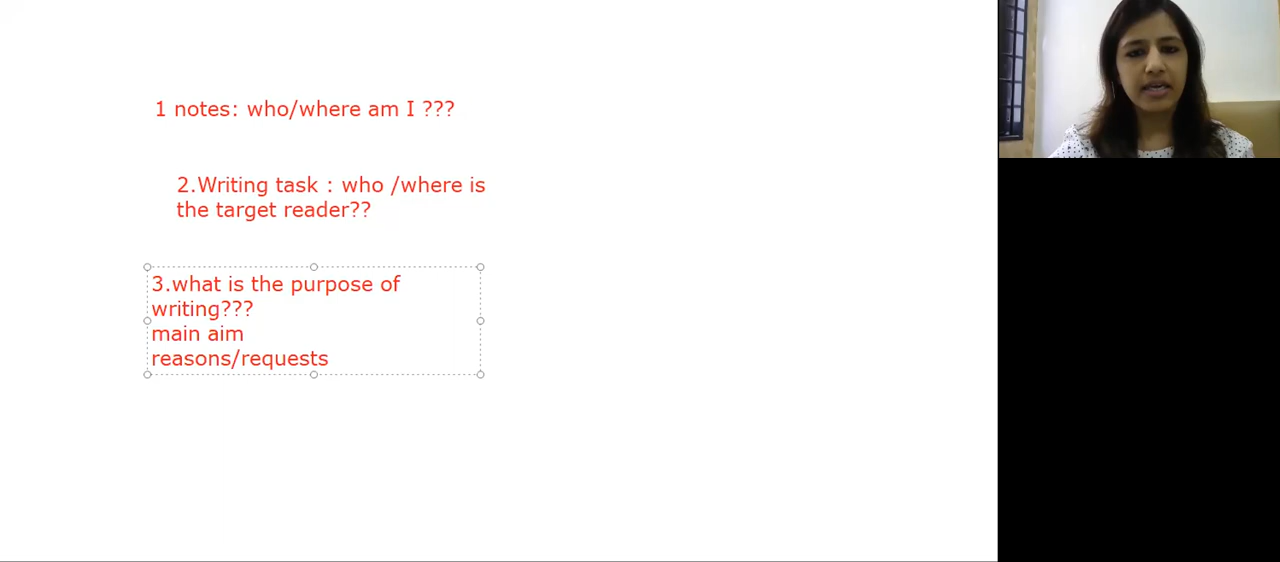 1 notes: who/where am I ???
2.Writing task : who /where is
the target reader??
3.what is the purpose of
writing???
main aim
reasons/requests